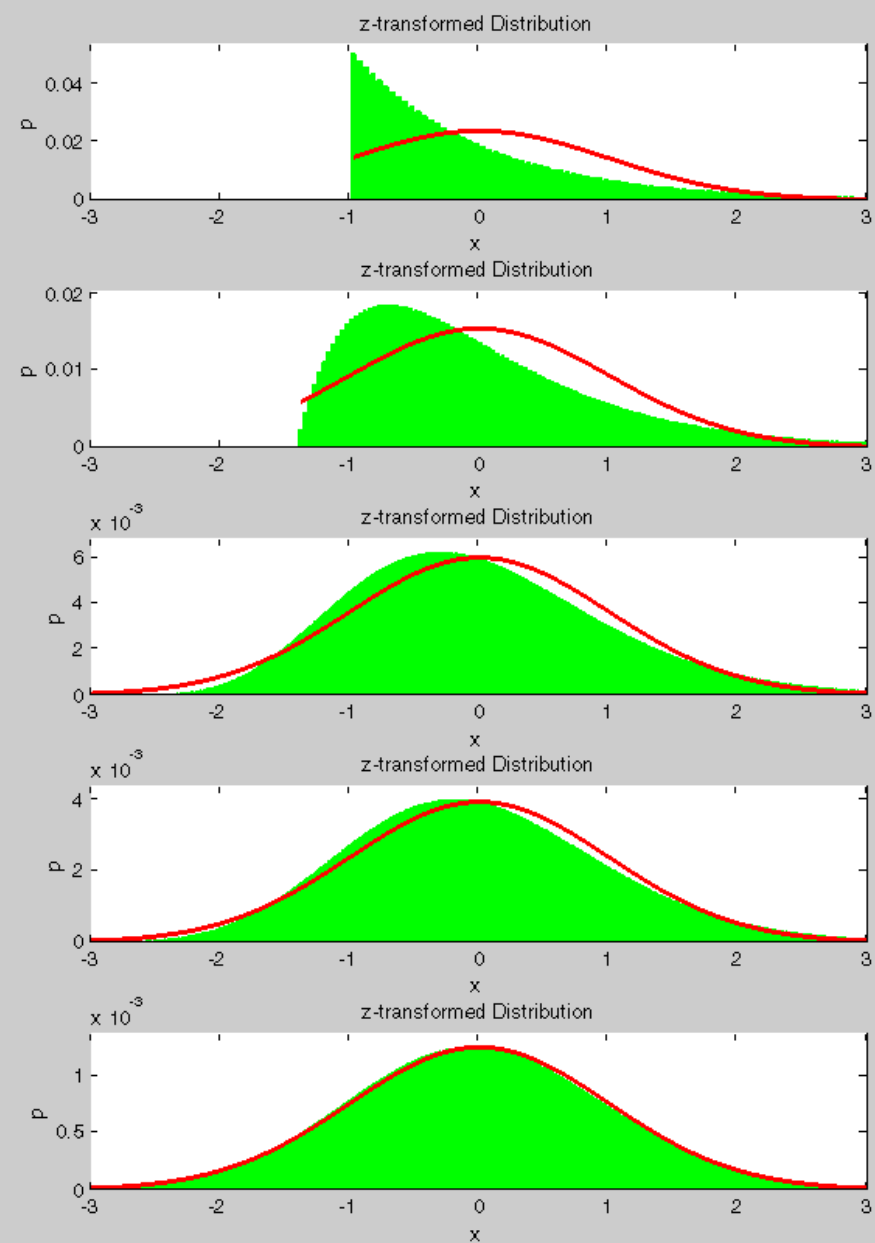 z-transformed Distribution
0.04
0.02
0
p
-3 -2 -1 0 1 2 3
x
z-transformed Distribution
0.02
0.01
0
p
-3 -2 -1 0 1 2 3
x
x 10^-3
z-transformed Distribution
6
4
2
0
p
-3 -2 -1 0 1 2 3
x
x 10^-3
z-transformed Distribution
4
2
0
p
-3 -2 -1 0 1 2 3
x
x 10^-3
z-transformed Distribution
1
0.5
0
p
-3 -2 -1 0 1 2 3
x